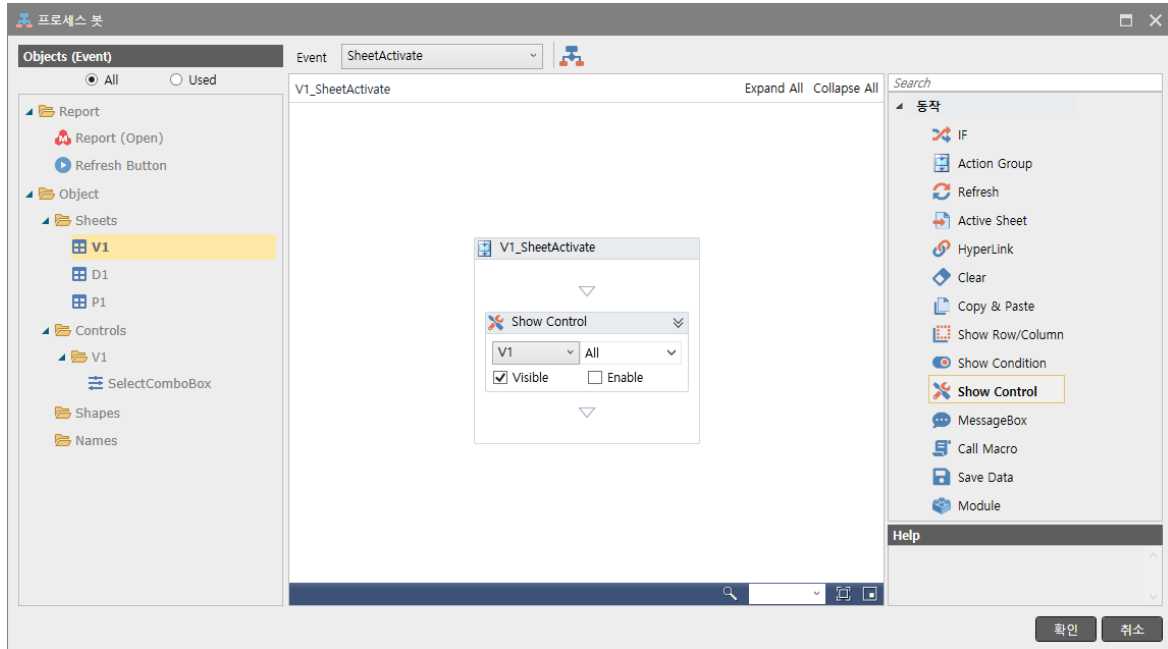 프로세스 봇
Objects (Event)
All Used
Report
Report (Open)
Refresh Button
Object
Sheets
V1
D1
P1
Controls
V1
SelectComboBox
Shapes
Names
Event SheetActivate
V1_SheetActivate Expand All Collapse All
V1_SheetActivate
Show Control
V1 All
Visible Enable
Search
동작
IF
Action Group
Refresh
Active Sheet
HyperLink
Clear
Copy & Paste
Show Row/Column
Show Condition
Show Control
MessageBox
Call Macro
Save Data
Module
Help
확인 취소